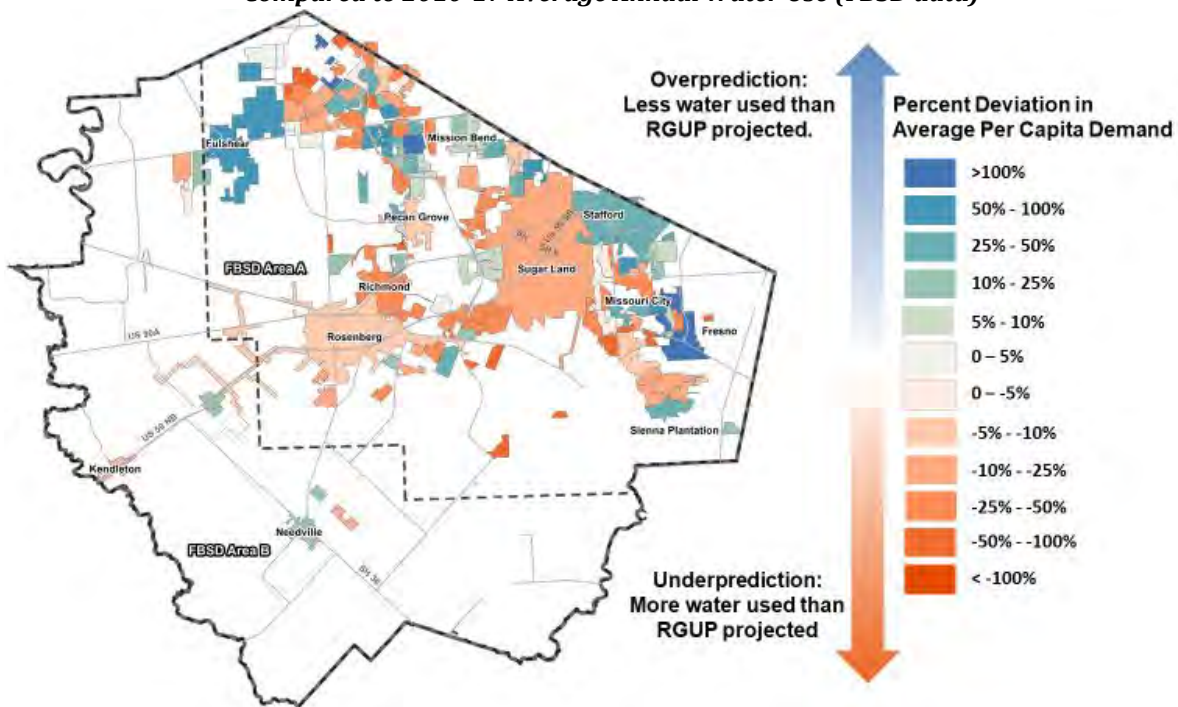 Overprediction:
Less water used than
RGUP projected.
Percent Deviation in
Average Per Capita Demand
>100%
50% - 100%
25% - 50%
10% - 25%
5% - 10%
0 – 5%
0 – -5%
-5% - -10%
-10% - -25%
-25% - -50%
-50% - -100%
< -100%
Underprediction:
More water used than
RGUP projected
Fulshear
Mission Bend
Pecan Grove
Stafford
Sugar Land
FBSD Area A
Richmond
Missouri City
Fresno
Rosenberg
US 90A
Sienna Plantation
US 59 NB
Kendleton
Needville
FBSD Area B
SH 36